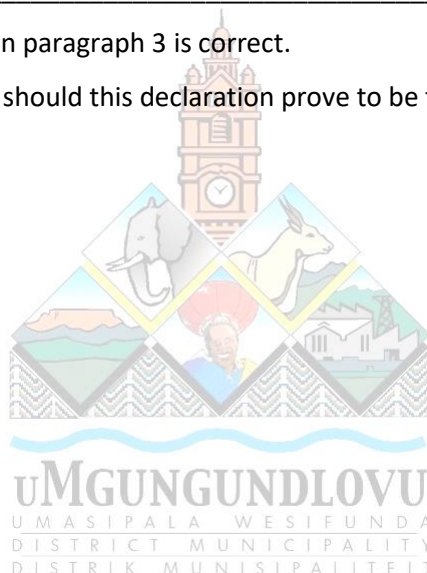 n paragraph 3 is correct.
should this declaration prove to be
uMGUNGUNDLOVU
UMASIPALA WESIFUNDA
DISTRICT MUNICIPALITY
DISTRIK MUNISIPALITEIT